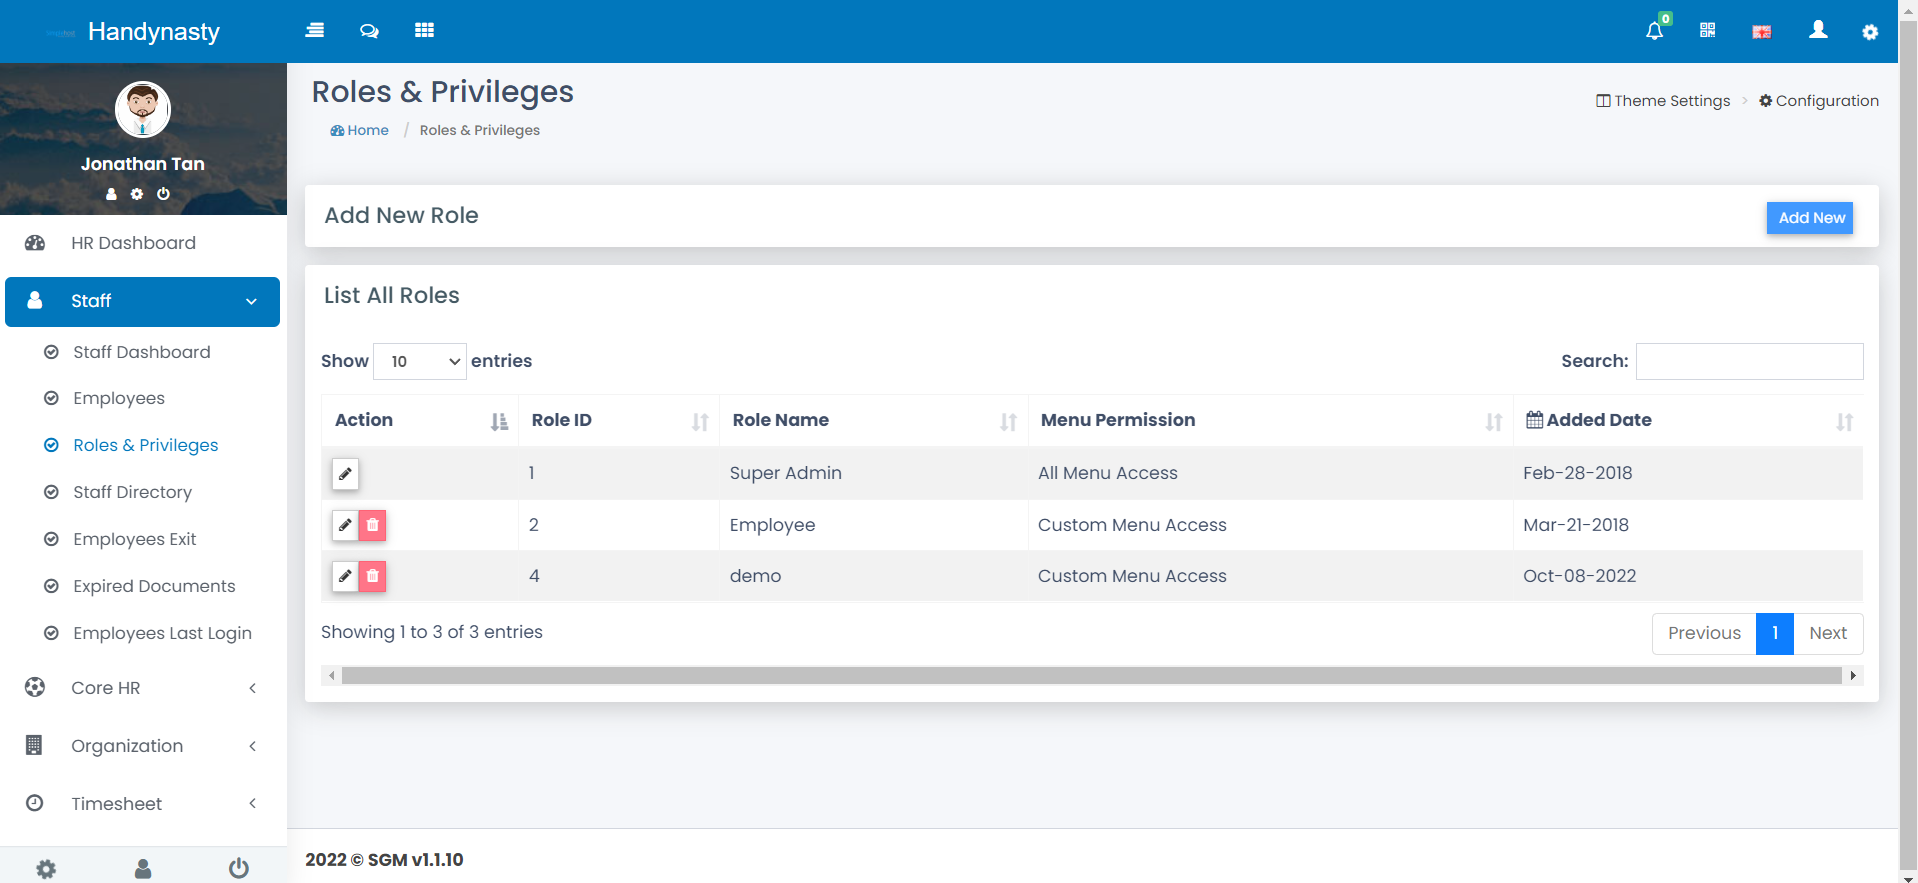 Handynasty
0
Jonathan Tan
HR Dashboard
Staff
Staff Dashboard
Employees
Roles & Privileges
Staff Directory
Employees Exit
Expired Documents
Employees Last Login
Core HR
Organization
Timesheet
Roles & Privileges
Home / Roles & Privileges
Theme Settings > Configuration
Add New Role
Add New
List All Roles
Show 10 entries
Search:
Action Role ID Role Name Menu Permission Added Date
1 Super Admin All Menu Access Feb-28-2018
2 Employee Custom Menu Access Mar-21-2018
4 demo Custom Menu Access Oct-08-2022
Showing 1 to 3 of 3 entries
Previous 1 Next
2022 © SGM v1.1.10